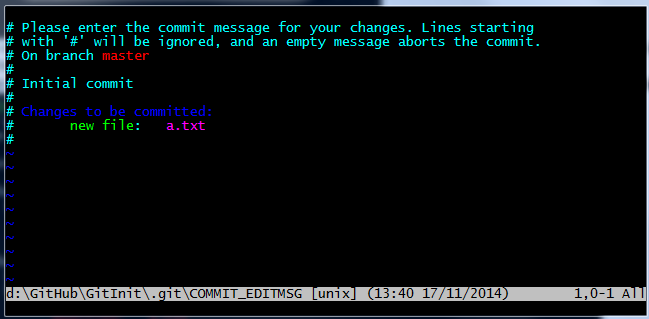 # Please enter the commit message for your changes. Lines starting
# with '#' will be ignored, and an empty message aborts the commit.
# On branch master
#
# Initial commit
#
# Changes to be committed:
#       new file:   a.txt
#
~
~
~
~
~
~
~
~
~
~
d:\GitHub\GitInit\.git\COMMIT_EDITMSG [unix] (13:40 17/11/2014)        1,0-1 All